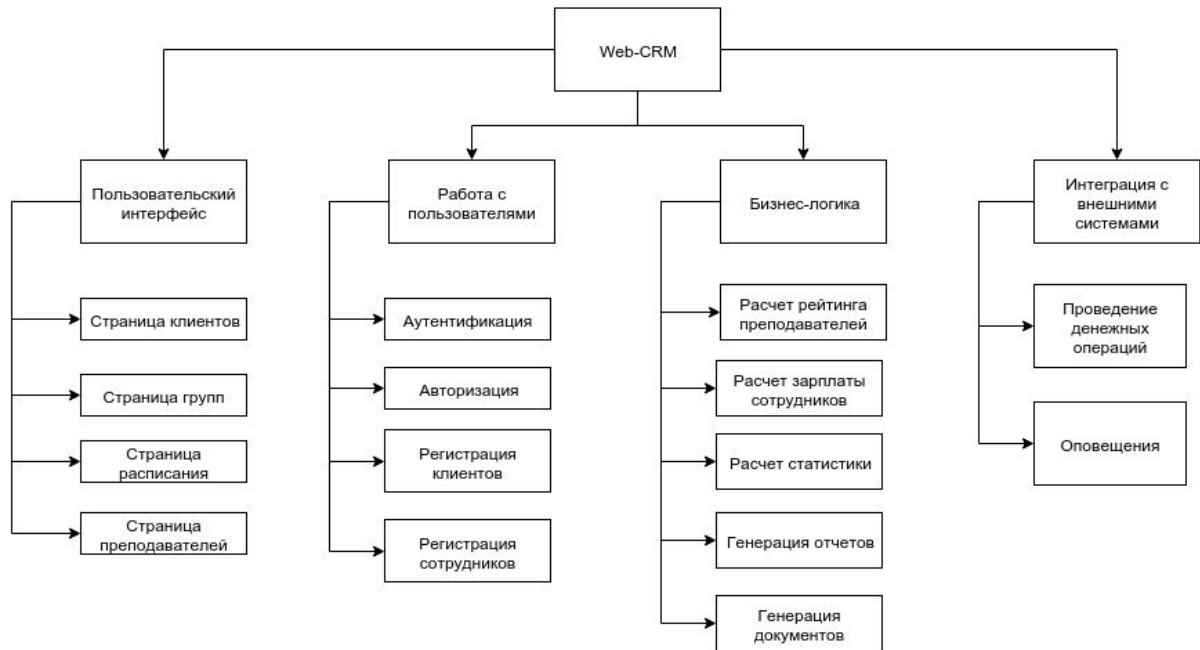 Web-CRM
Пользовательский
интерфейс
Страница клиентов
Страница групп
Страница
расписания
Страница
преподавателей
Работа с
пользователями
Аутентификация
Авторизация
Регистрация
клиентов
Регистрация
сотрудников
Бизнес-логика
Расчет рейтинга
преподавателей
Расчет зарплаты
сотрудников
Расчет статистики
Генерация отчетов
Генерация
документов
Интеграция с
внешними
системами
Проведение
денежных
операций
Оповещения